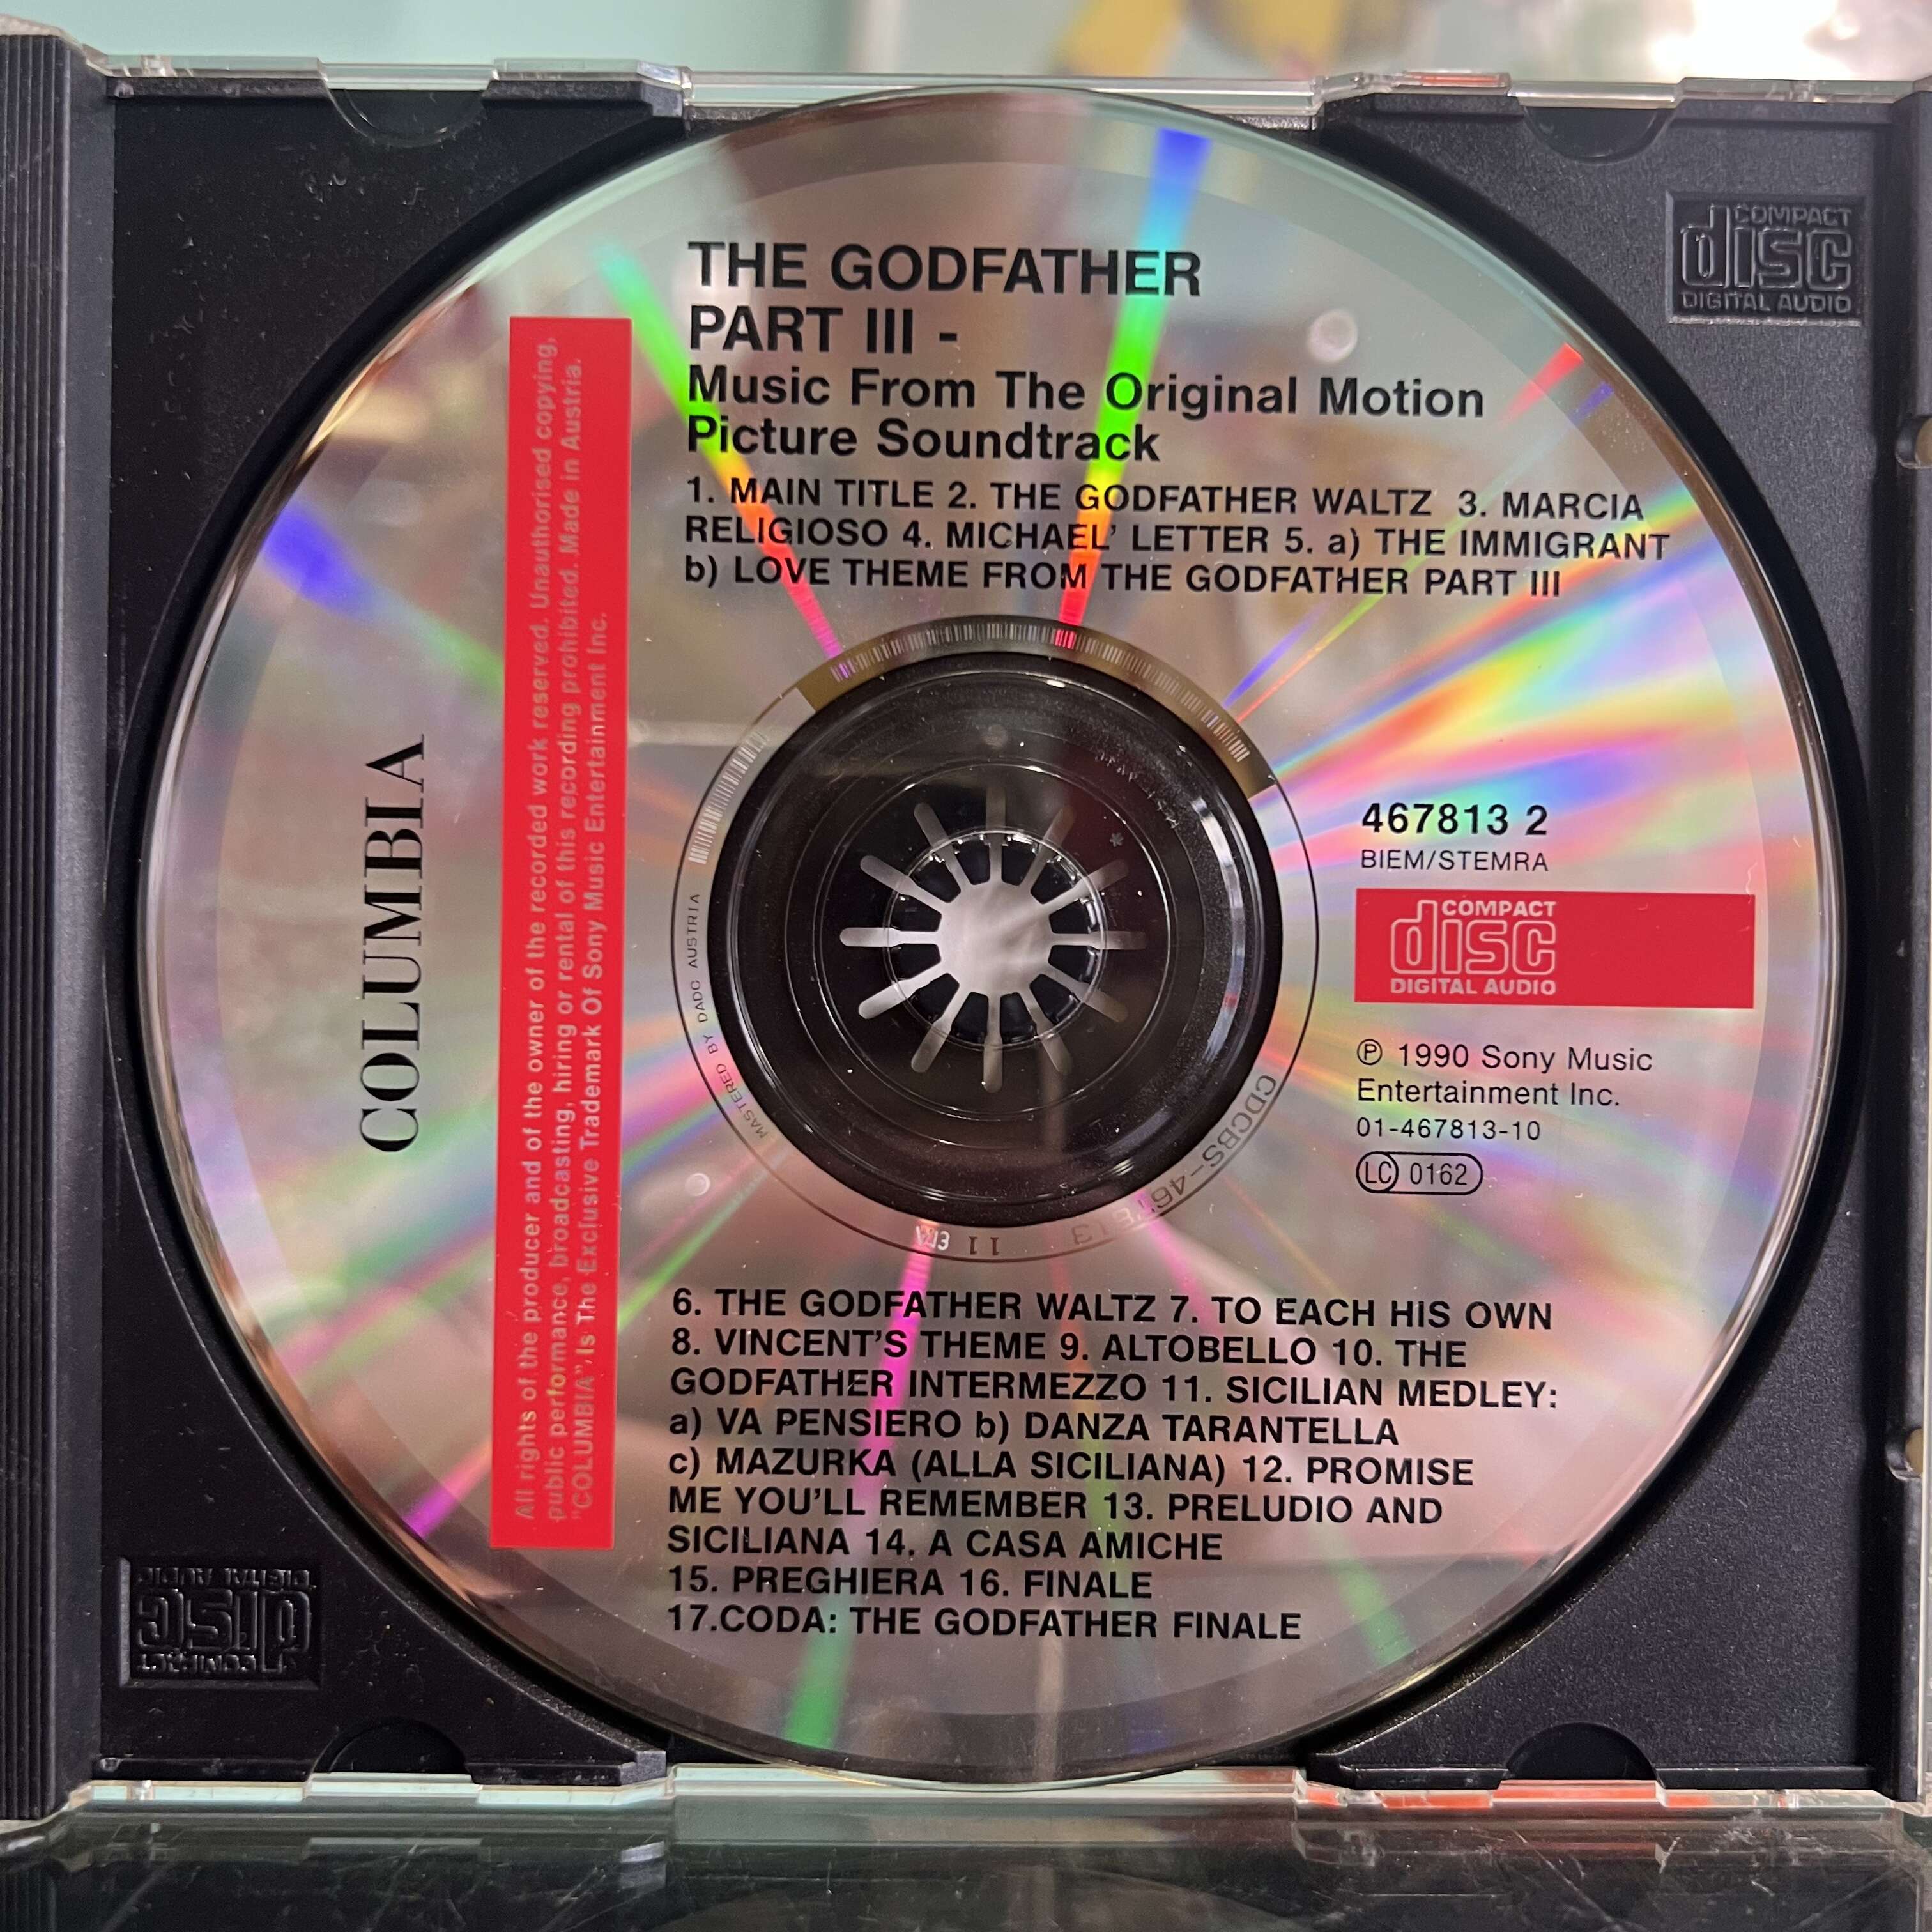 THE GODFATHER
PART III -
Music From The Original Motion
Picture Soundtrack
1. MAIN TITLE 2. THE GODFATHER WALTZ 3. MARCIA
RELIGIOSO 4. MICHAEL' LETTER 5. a) THE IMMIGRANT
b) LOVE THEME FROM THE GODFATHER PART III
COLUMBIA
All rights of the producer and of the owner of the recorded work reserved. Unauthorised copying,
public performance, broadcasting, hiring or rental of this recording prohibited. Made in Austria.
"COLUMBIA" Is The Exclusive Trademark Of Sony Music Entertainment Inc.
MASTERED BY DADC AUSTRIA
CDCBS-467813 11
467813 2
BIEM/STEMRA
COMPACT
disc
DIGITAL AUDIO
℗ 1990 Sony Music
Entertainment Inc.
01-467813-10
LC 0162
6. THE GODFATHER WALTZ 7. TO EACH HIS OWN
8. VINCENT'S THEME 9. ALTOBELLO 10. THE
GODFATHER INTERMEZZO 11. SICILIAN MEDLEY:
a) VA PENSIERO b) DANZA TARANTELLA
c) MAZURKA (ALLA SICILIANA) 12. PROMISE
ME YOU'LL REMEMBER 13. PRELUDIO AND
SICILIANA 14. A CASA AMICHE
15. PREGHIERA 16. FINALE
17.CODA: THE GODFATHER FINALE
COMPACT
disc
DIGITAL AUDIO
COMPACT
disc
DIGITAL AUDIO